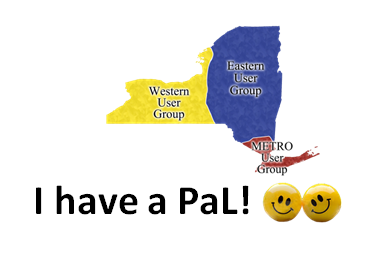 Eastern
User
Group
Western
User
Group
METRO
User
Group
I have a PaL!